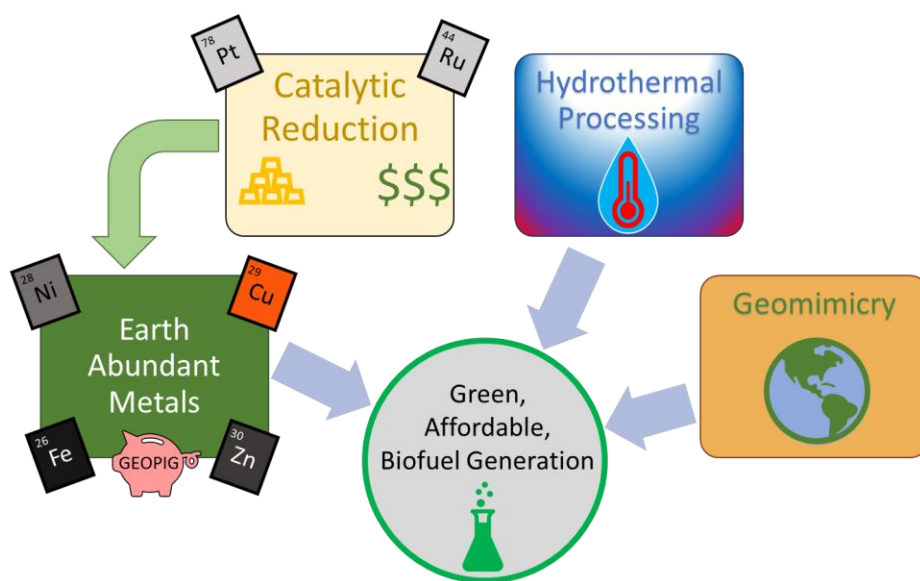 78
Pt
44
Ru
Catalytic
Reduction
$$$
Hydrothermal
Processing
28
Ni
29
Cu
Earth
Abundant
Metals
26
Fe
GEOPIG
30
Zn
Geomimicry
Green,
Affordable,
Biofuel Generation